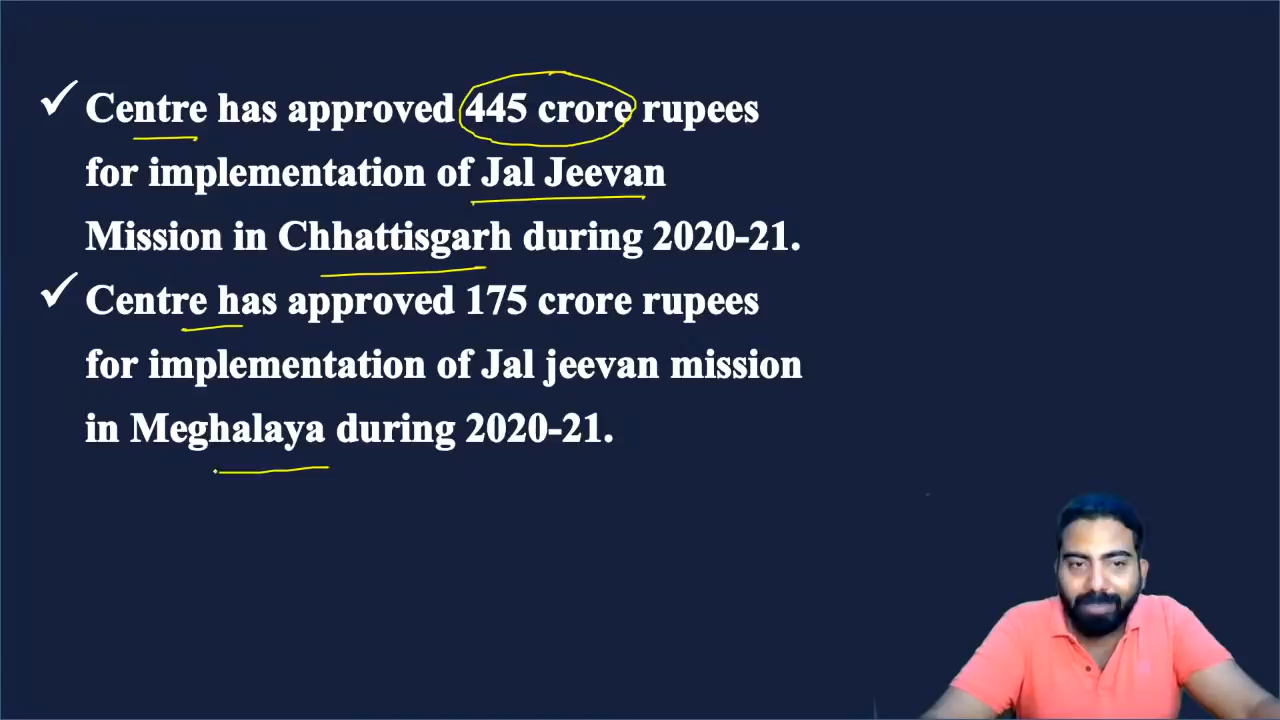 ✓ Centre has approved 445 crore rupees
for implementation of Jal Jeevan
Mission in Chhattisgarh during 2020-21.
✓ Centre has approved 175 crore rupees
for implementation of Jal jeevan mission
in Meghalaya during 2020-21.